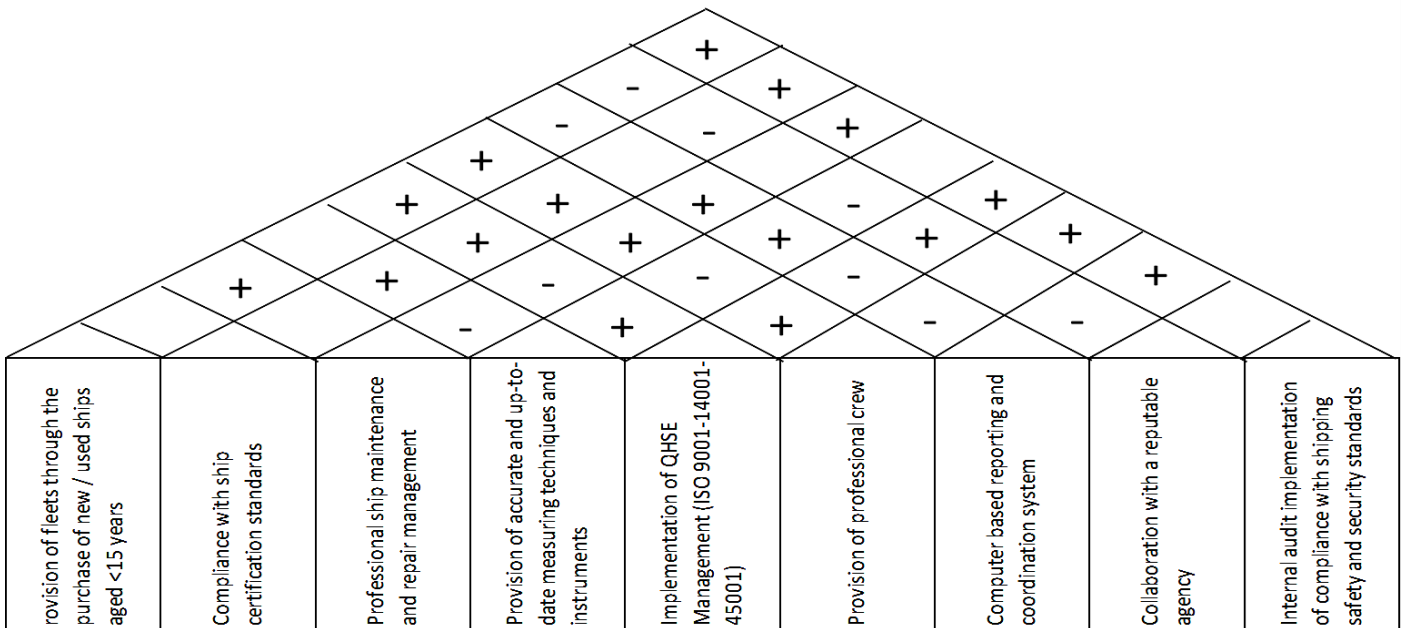 +
+
-
-
+
-
+
+
+
+
+
-
+
+
+
+
+
+
+
-
+
+
-
-
-
+
-
+
+
-
-
rovision of fleets through the
purchase of new / used ships
aged <15 years
Compliance with ship
certification standards
Professional ship maintenance
and repair management
Provision of accurate and up-to-
date measuring techniques and
instruments
Implementation of QHSE
Management (ISO 9001-14001-
45001)
Provision of professional crew
Computer based reporting and
coordination system
Collaboration with a reputable
agency
Internal audit implementation
of compliance with shipping
safety and security standards